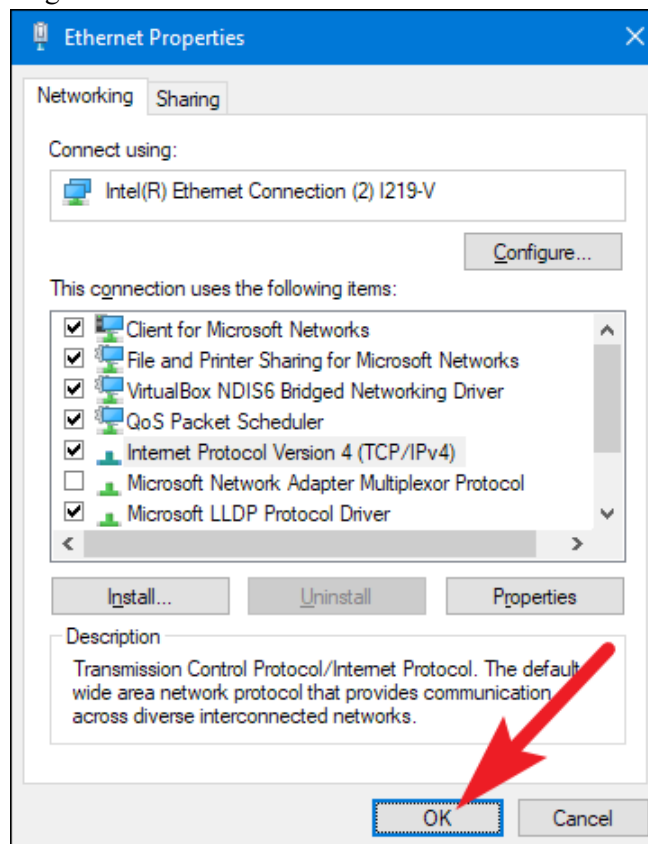 Ethernet Properties
Networking
Sharing
Connect using:
Intel(R) Ethernet Connection (2) I219-V
Configure...
This connection uses the following items:
Client for Microsoft Networks
File and Printer Sharing for Microsoft Networks
VirtualBox NDIS6 Bridged Networking Driver
QoS Packet Scheduler
Internet Protocol Version 4 (TCP/IPv4)
Microsoft Network Adapter Multiplexor Protocol
Microsoft LLDP Protocol Driver
Install...
Uninstall
Properties
Description
Transmission Control Protocol/Internet Protocol. The default
wide area network protocol that provides communication
across diverse interconnected networks.
OK
Cancel